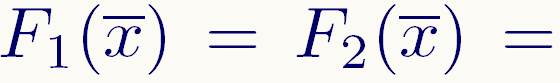 F₁(x̅) = F₂(x̅) =